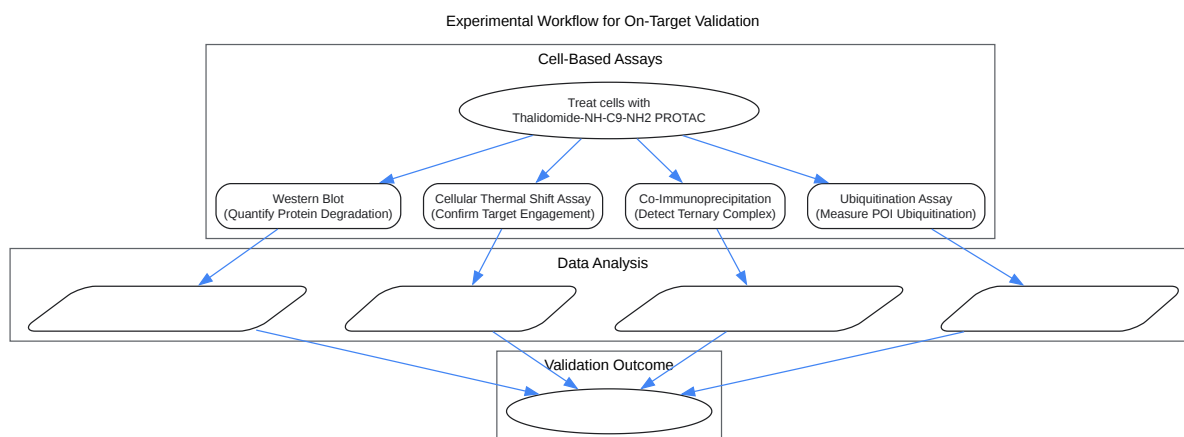 Experimental Workflow for On-Target Validation
Cell-Based Assays
Treat cells with
Thalidomide-NH-C9-NH2 PROTAC
Western Blot
(Quantify Protein Degradation)
Cellular Thermal Shift Assay
(Confirm Target Engagement)
Co-Immunoprecipitation
(Detect Ternary Complex)
Ubiquitination Assay
(Measure POI Ubiquitination)
Data Analysis
Validation Outcome